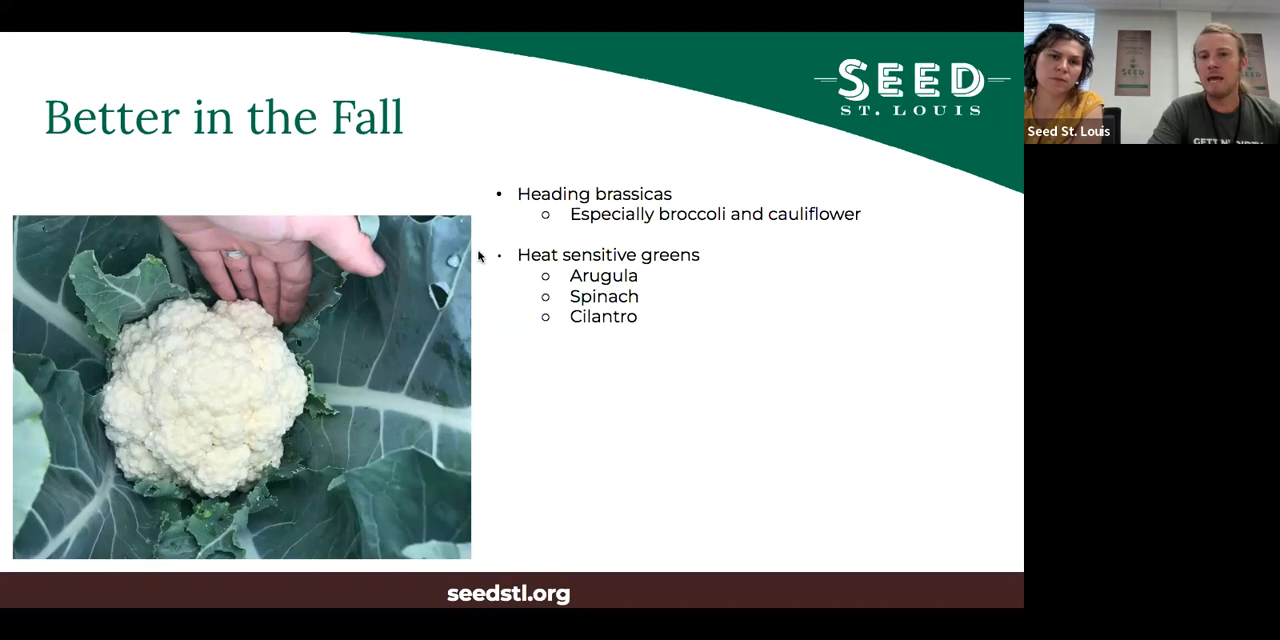 SEED
ST. LOUIS
Better in the Fall
• Heading brassicas
○ Especially broccoli and cauliflower
• Heat sensitive greens
○ Arugula
○ Spinach
○ Cilantro
seedstl.org
Seed St. Louis
SEED